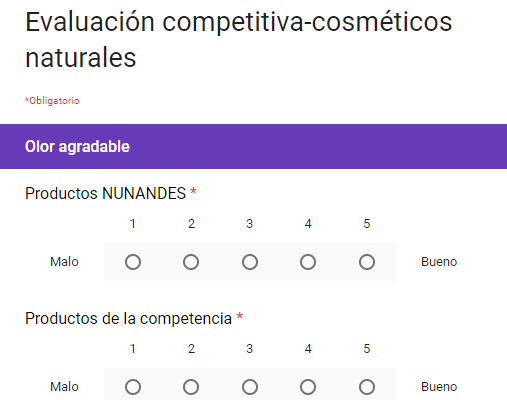 Evaluación competitiva-cosméticos
naturales
*Obligatorio
Olor agradable
Productos NUNANDES *
1 2 3 4 5
Malo Bueno
Productos de la competencia *
1 2 3 4 5
Malo Bueno